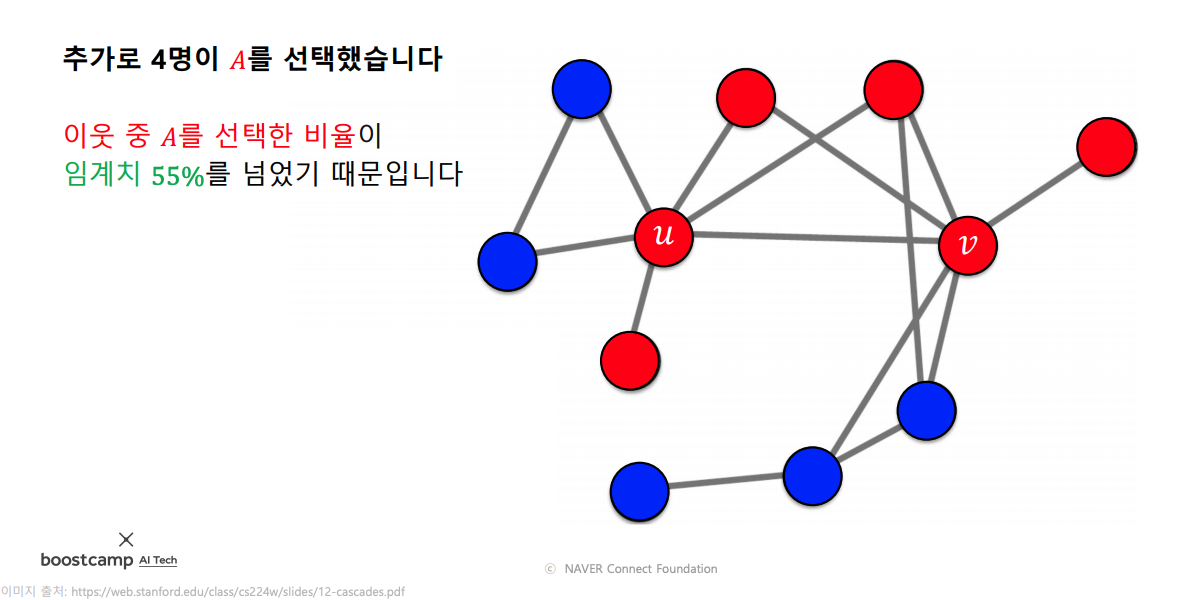 추가로 4명이 A를 선택했습니다
이웃 중 A를 선택한 비율이
임계치 55%를 넘었기 때문입니다
u
v
boostcamp AI Tech
ⓒ NAVER Connect Foundation
이미지 출처: https://web.stanford.edu/class/cs224w/slides/12-cascades.pdf